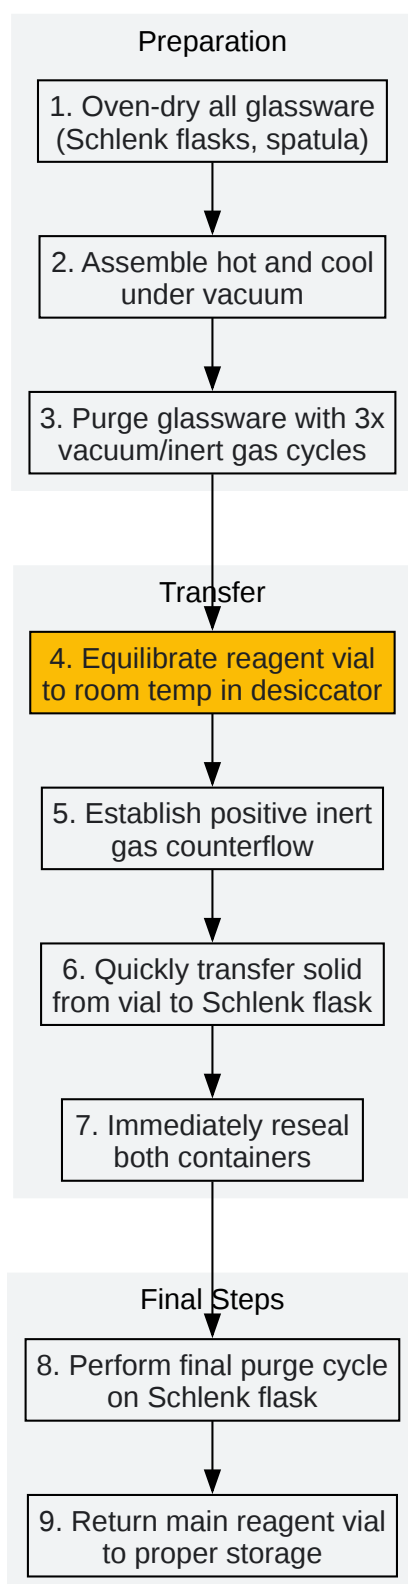 Preparation
1. Oven-dry all glassware
(Schlenk flasks, spatula)
2. Assemble hot and cool
under vacuum
3. Purge glassware with 3x
vacuum/inert gas cycles
Transfer
4. Equilibrate reagent vial
to room temp in desiccator
5. Establish positive inert
gas counterflow
6. Quickly transfer solid
from vial to Schlenk flask
7. Immediately reseal
both containers
Final Steps
8. Perform final purge cycle
on Schlenk flask
9. Return main reagent vial
to proper storage